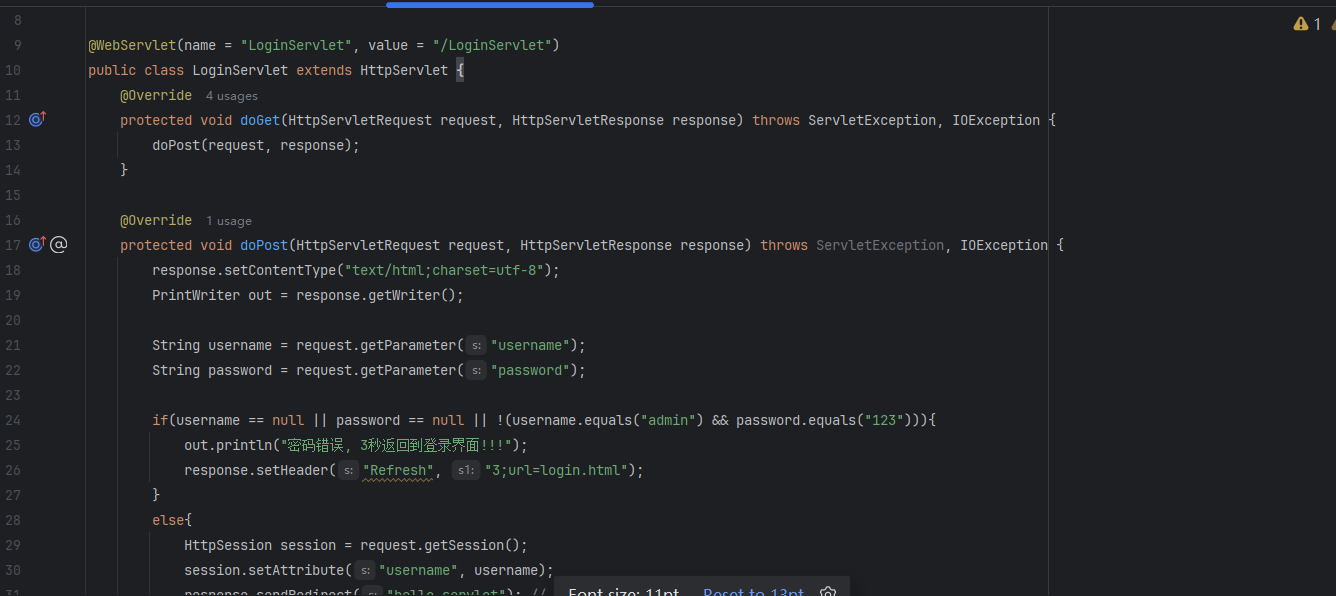 8
1
9 @WebServlet(name = "LoginServlet", value = "/LoginServlet")
10 public class LoginServlet extends HttpServlet {
11 @Override 4 usages
12 protected void doGet(HttpServletRequest request, HttpServletResponse response) throws ServletException, IOException {
13 doPost(request, response);
14 }
15
16 @Override 1 usage
17 @ protected void doPost(HttpServletRequest request, HttpServletResponse response) throws ServletException, IOException {
18 response.setContentType("text/html;charset=utf-8");
19 PrintWriter out = response.getWriter();
20
21 String username = request.getParameter( s: "username");
22 String password = request.getParameter( s: "password");
23
24 if(username == null || password == null || !(username.equals("admin") && password.equals("123"))){
25 out.println("密码错误, 3秒返回到登录界面!!!");
26 response.setHeader( s: "Refresh", s1: "3;url=login.html");
27 }
28 else{
29 HttpSession session = request.getSession();
30 session.setAttribute( s: "username", username);
31 response.sendRedirect( s: "hello-servlet"); //
Font size: 11pt Reset to 13pt